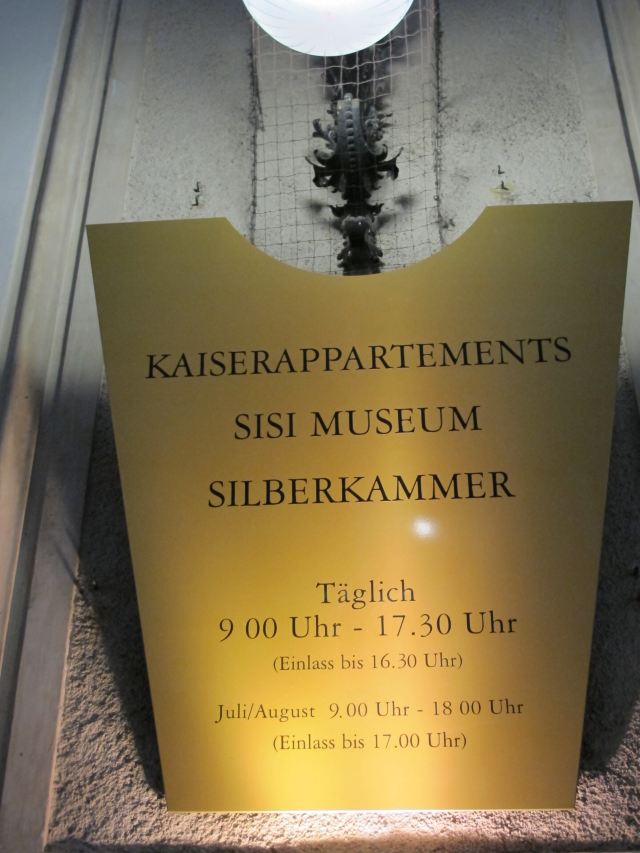 KAISERAPPARTEMENTS
SISI MUSEUM
SILBERKAMMER
Täglich
9 00 Uhr - 17.30 Uhr
(Einlass bis 16.30 Uhr)
Juli/August 9.00 Uhr - 18 00 Uhr
(Einlass bis 17.00 Uhr)